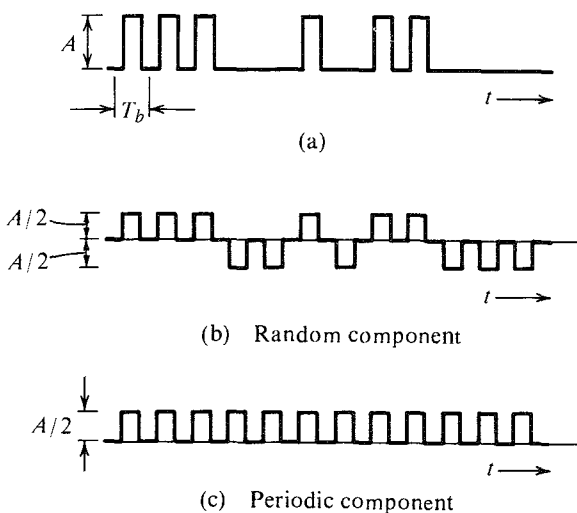 A
T_b
t
(a)
A/2
A/2
t
(b) Random component
A/2
t
(c) Periodic component